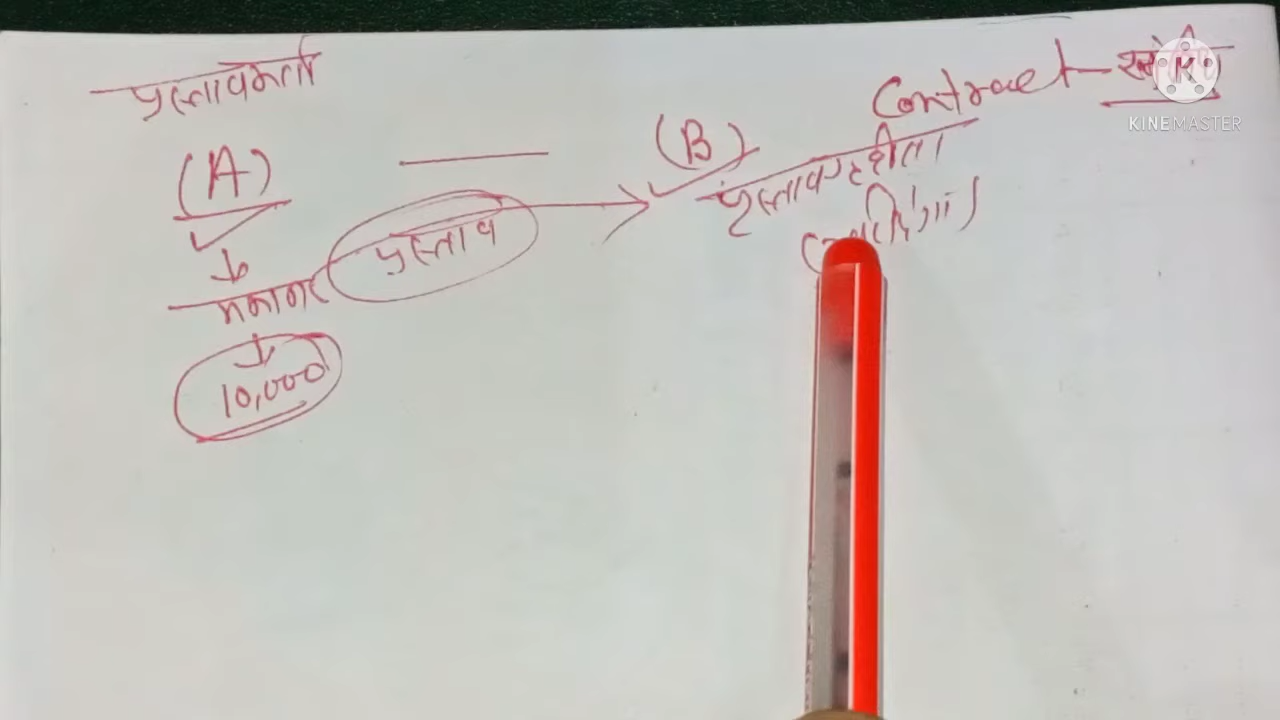 प्रस्तावकर्ता
(A)
मकान
10,000
प्रस्ताव
(B)
प्रस्तावगृहीता
Contract
KINEMASTER